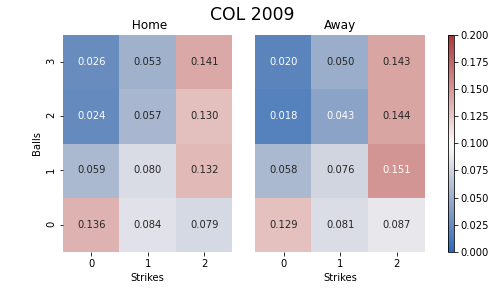 COL 2009
Home Away
3 0.026 0.053 0.141 0.020 0.050 0.143
2 0.024 0.057 0.130 0.018 0.043 0.144
1 0.059 0.080 0.132 0.058 0.076 0.151
0 0.136 0.084 0.079 0.129 0.081 0.087
0 1 2 0 1 2
Strikes Strikes
Balls
0.200
0.175
0.150
0.125
0.100
0.075
0.050
0.025
0.000